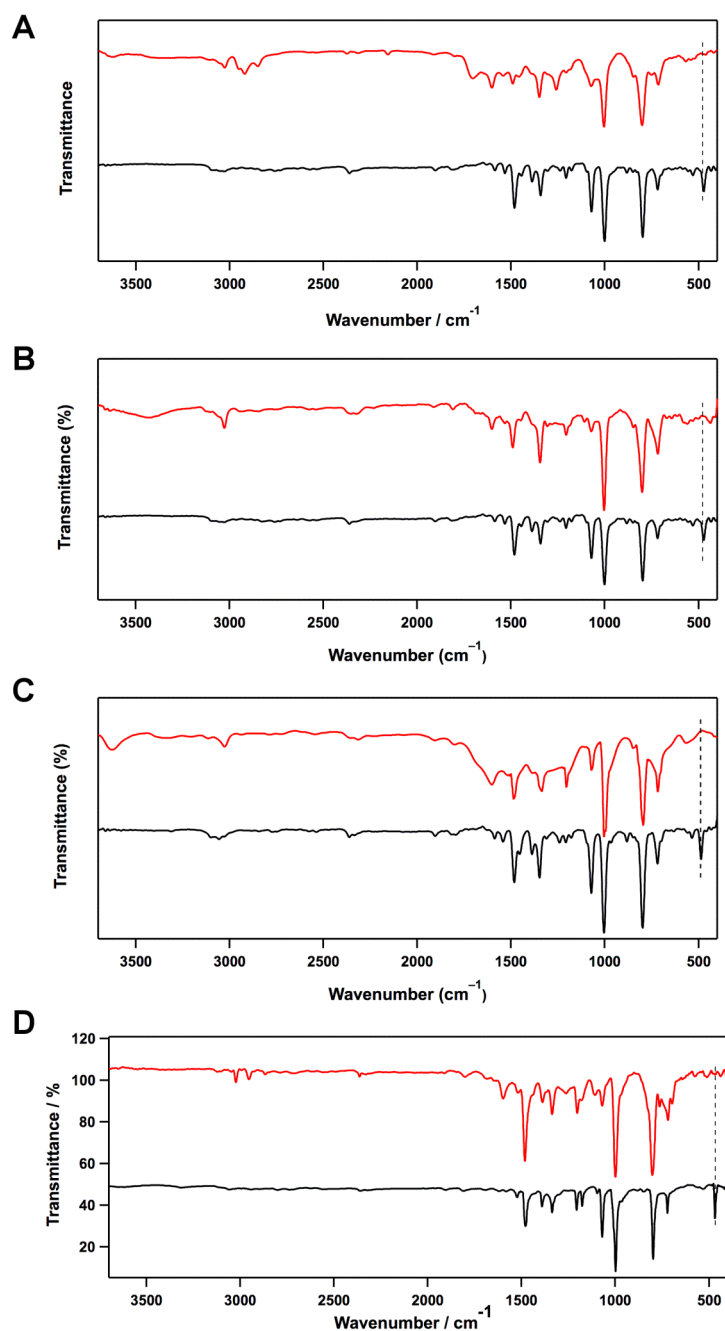 A
Transmittance
3500 3000 2500 2000 1500 1000 500
Wavenumber / cm-1
B
Transmittance (%)
3500 3000 2500 2000 1500 1000 500
Wavenumber (cm–1)
C
Transmittance (%)
3500 3000 2500 2000 1500 1000 500
Wavenumber (cm–1)
D
Transmittance / %
120
100
80
60
40
20
3500 3000 2500 2000 1500 1000 500
Wavenumber / cm-1